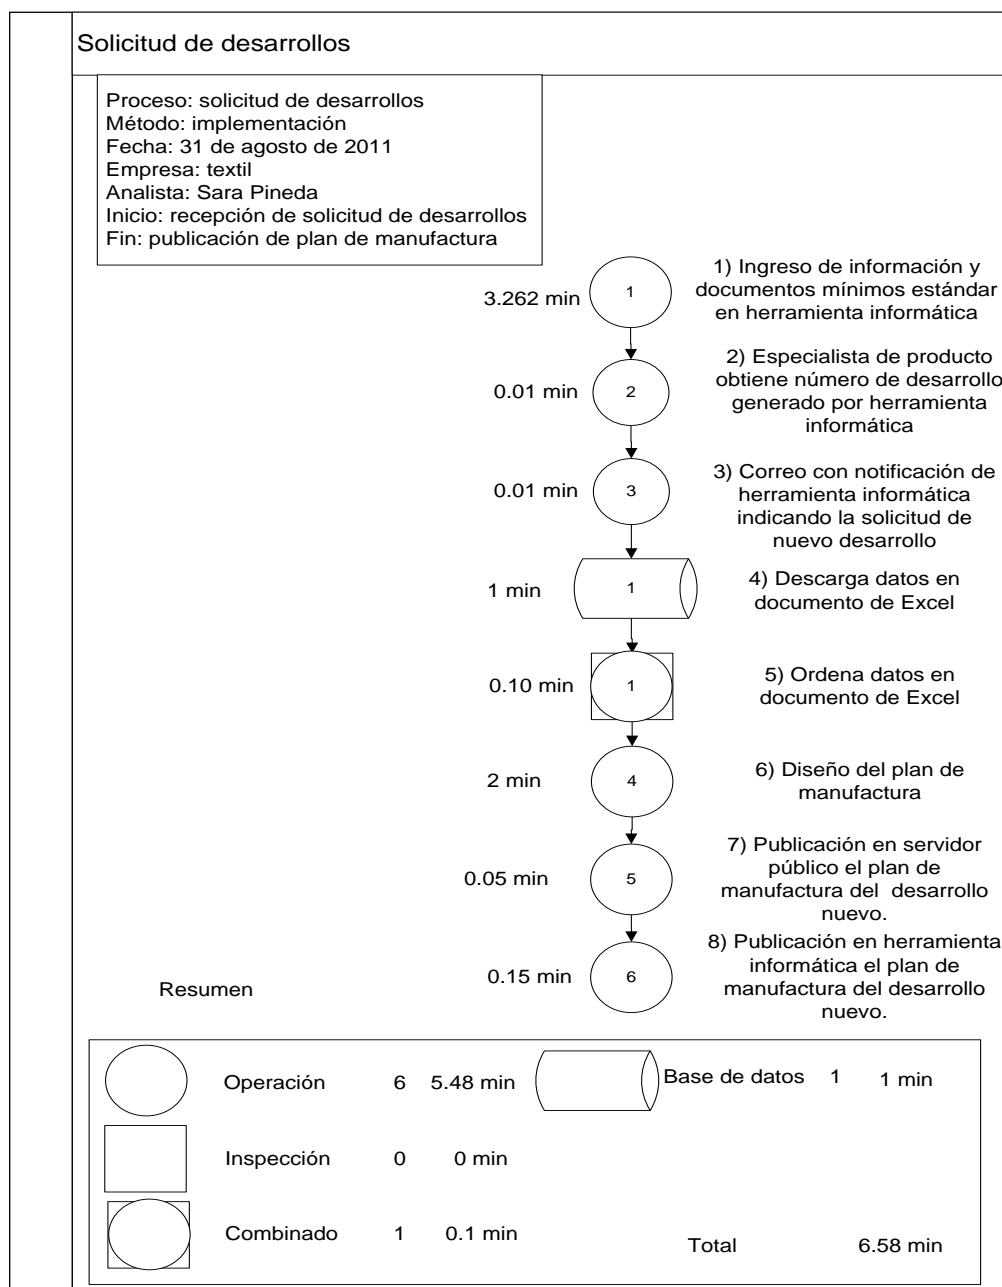 Solicitud de desarrollos
Proceso: solicitud de desarrollos
Método: implementación
Fecha: 31 de agosto de 2011
Empresa: textil
Analista: Sara Pineda
Inicio: recepción de solicitud de desarrollos
Fin: publicación de plan de manufactura
3.262 min
1
1) Ingreso de información y
documentos mínimos estándar
en herramienta informática
0.01 min
2
2) Especialista de producto
obtiene número de desarrollo
generado por herramienta
informática
0.01 min
3
3) Correo con notificación de
herramienta informática
indicando la solicitud de
nuevo desarrollo
1 min
1
4) Descarga datos en
documento de Excel
0.10 min
1
5) Ordena datos en
documento de Excel
2 min
4
6) Diseño del plan de
manufactura
0.05 min
5
7) Publicación en servidor
público el plan de
manufactura del desarrollo
nuevo.
0.15 min
6
8) Publicación en herramienta
informática el plan de
manufactura del desarrollo
nuevo.
Resumen
Operación 6 5.48 min
Base de datos 1 1 min
Inspección 0 0 min
Combinado 1 0.1 min
Total 6.58 min